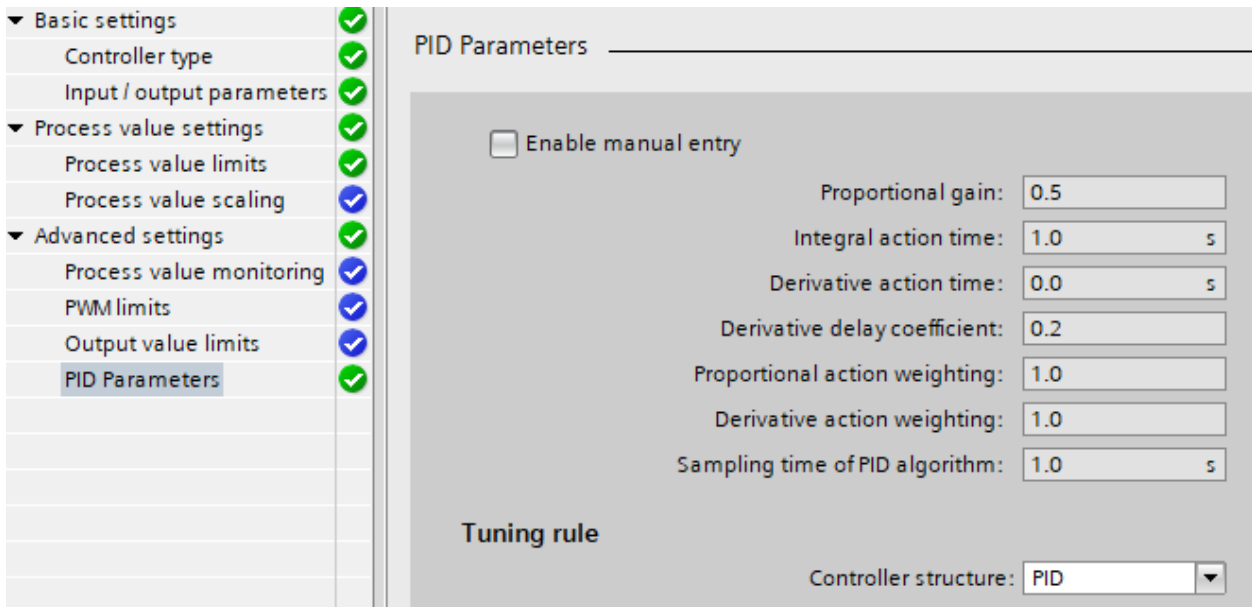 Basic settings
Controller type
Input / output parameters
Process value settings
Process value limits
Process value scaling
Advanced settings
Process value monitoring
PWM limits
Output value limits
PID Parameters
PID Parameters
Enable manual entry
Proportional gain: 0.5
Integral action time: 1.0 s
Derivative action time: 0.0 s
Derivative delay coefficient: 0.2
Proportional action weighting: 1.0
Derivative action weighting: 1.0
Sampling time of PID algorithm: 1.0 s
Tuning rule
Controller structure: PID